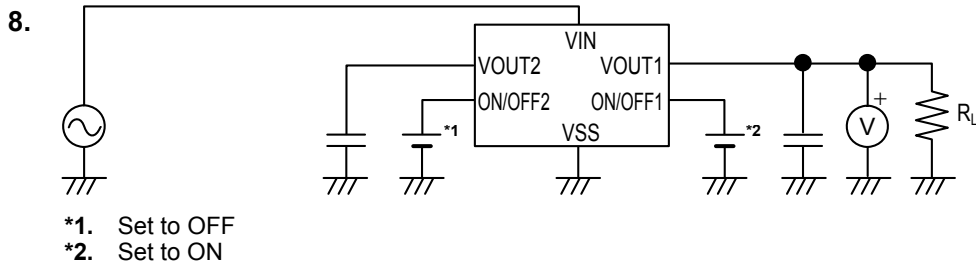 8.
VIN
VOUT2 VOUT1
ON/OFF2 ON/OFF1
*1 *2
VSS
+
V
RL
*1. Set to OFF
*2. Set to ON